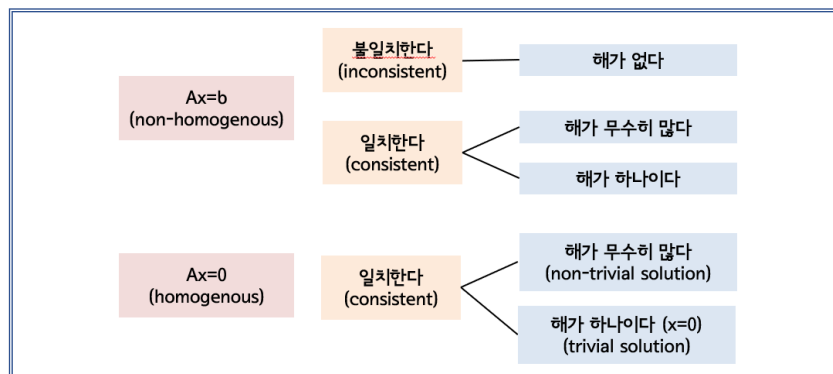 불일치한다
(inconsistent)
해가 없다
Ax=b
(non-homogenous)
일치한다
(consistent)
해가 무수히 많다
해가 하나이다
Ax=0
(homogenous)
일치한다
(consistent)
해가 무수히 많다
(non-trivial solution)
해가 하나이다 (x=0)
(trivial solution)